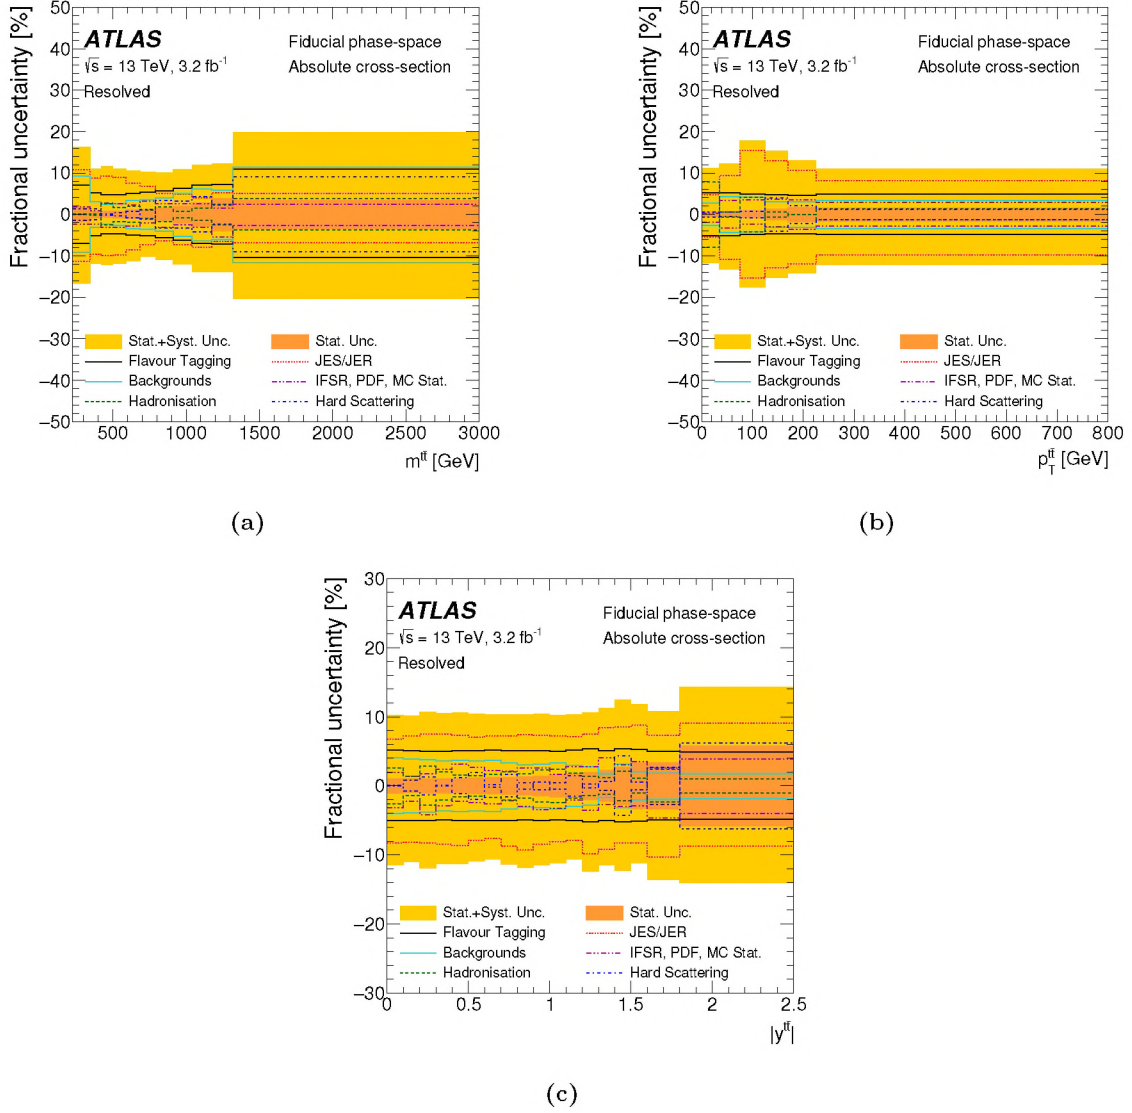 Fractional uncertainty [%]
50
40
30
20
10
0
−10
−20
−30
−40
−50
ATLAS
Fiducial phase-space
√s = 13 TeV, 3.2 fb⁻¹
Absolute cross-section
Resolved
Stat.+Syst. Unc.
Stat. Unc.
Flavour Tagging
JES/JER
Backgrounds
IFSR, PDF, MC Stat.
Hadronisation
Hard Scattering
500 1000 1500 2000 2500 3000
m^{tt̄} [GeV]
(a)
Fractional uncertainty [%]
50
40
30
20
10
0
−10
−20
−30
−40
−50
ATLAS
Fiducial phase-space
√s = 13 TeV, 3.2 fb⁻¹
Absolute cross-section
Resolved
Stat.+Syst. Unc.
Stat. Unc.
Flavour Tagging
JES/JER
Backgrounds
IFSR, PDF, MC Stat.
Hadronisation
Hard Scattering
0 100 200 300 400 500 600 700 800
p_T^{tt̄} [GeV]
(b)
Fractional uncertainty [%]
30
20
10
0
−10
−20
−30
ATLAS
Fiducial phase-space
√s = 13 TeV, 3.2 fb⁻¹
Absolute cross-section
Resolved
Stat.+Syst. Unc.
Stat. Unc.
Flavour Tagging
JES/JER
Backgrounds
IFSR, PDF, MC Stat.
Hadronisation
Hard Scattering
0 0.5 1 1.5 2 2.5
|y^{tt̄}|
(c)